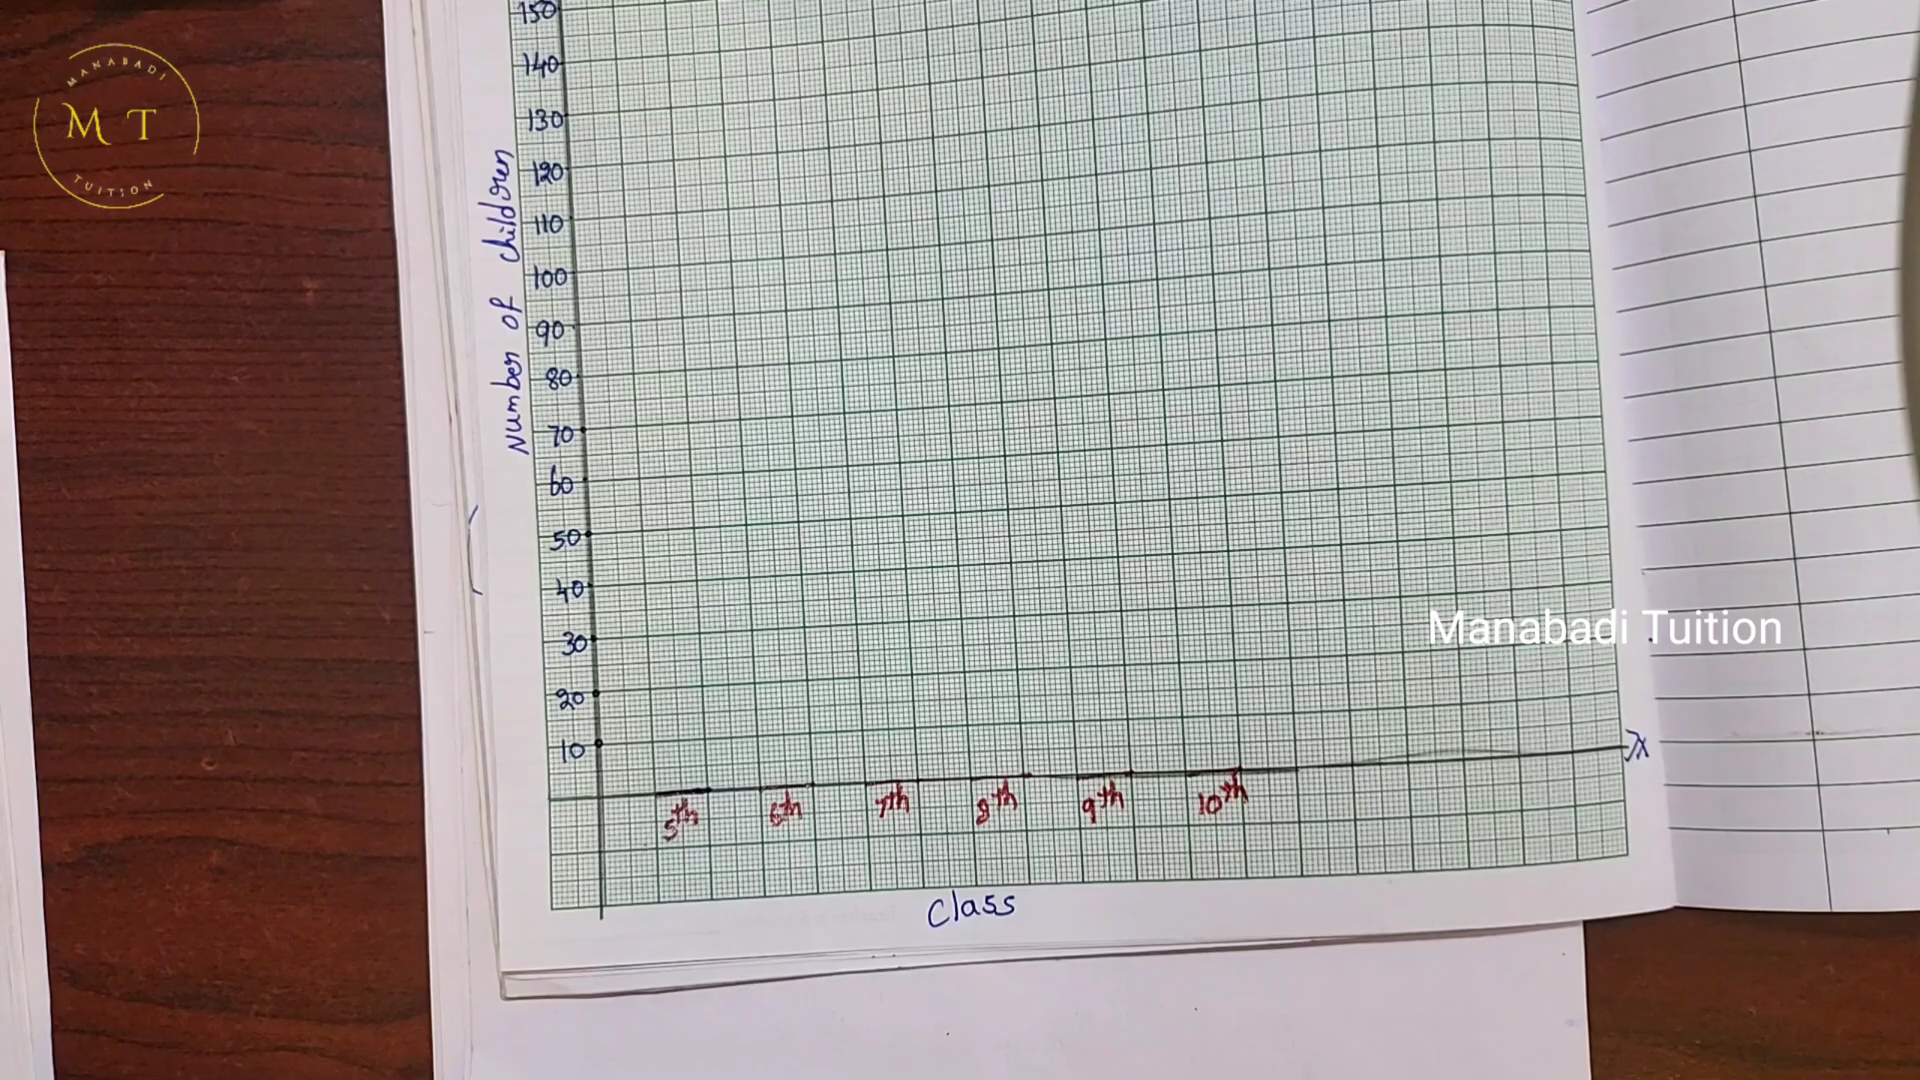 MANABADI
M T
TUITION
150
140
130
120
110
100
90
80
70
60
50
40
30
20
10
Number of children
x
5th
6th
7th
8th
9th
10th
Class
Manabadi Tuition